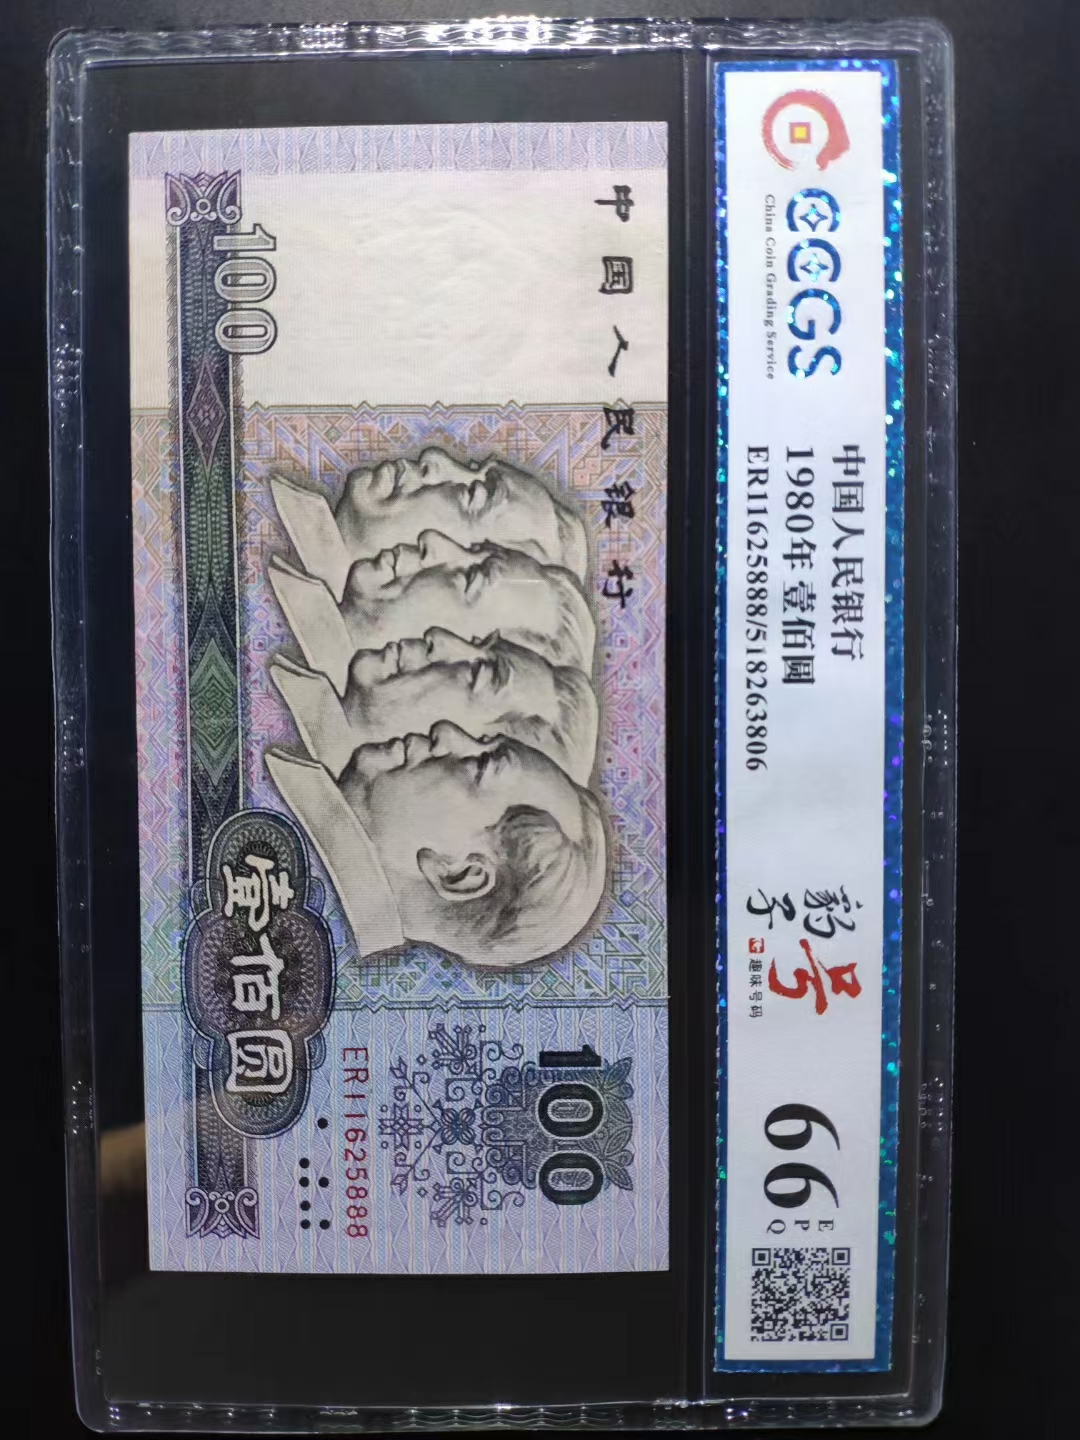 CCGS
China Coin Grading Service
中国人民银行
1980年 壹佰圆
ER11625888/518263806
豹子号
趣味号码
66
E
P
Q
中国人民银行
100
100
壹佰圆
ER11625888